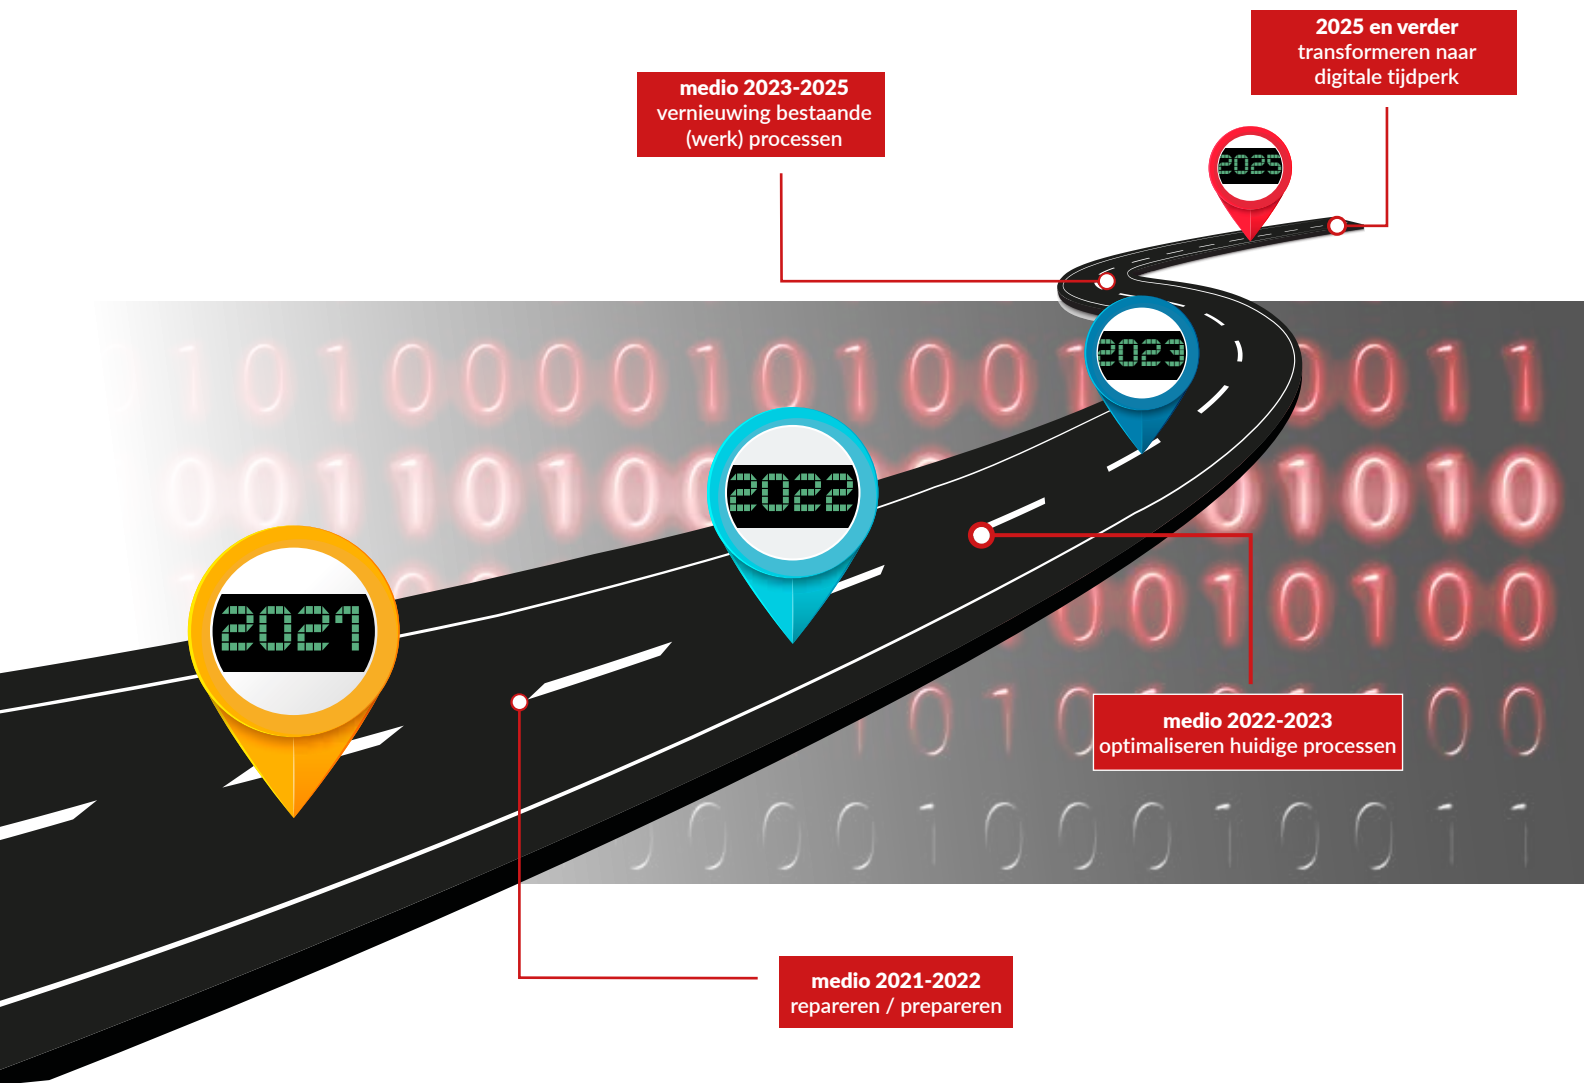 2025 en verder
transformeren naar
digitale tijdperk
medio 2023-2025
vernieuwing bestaande
(werk) processen
2025
2023
2022
2021
medio 2022-2023
optimaliseren huidige processen
medio 2021-2022
repareren / prepareren